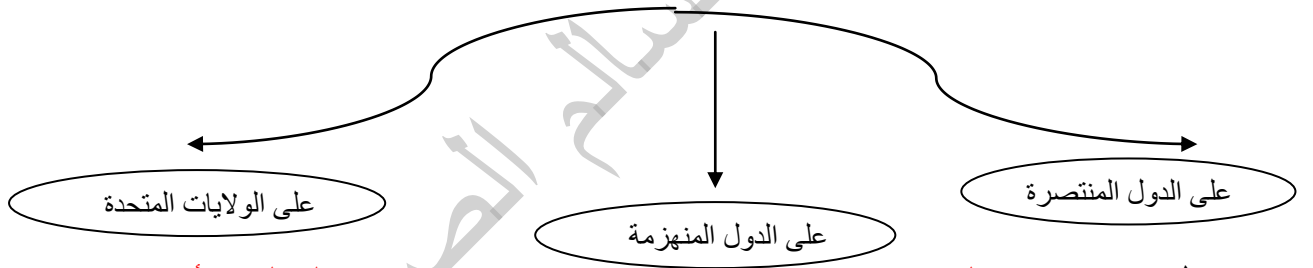 على الدول المنتصرة
على الدول المنهزمة
على الولايات المتحدة